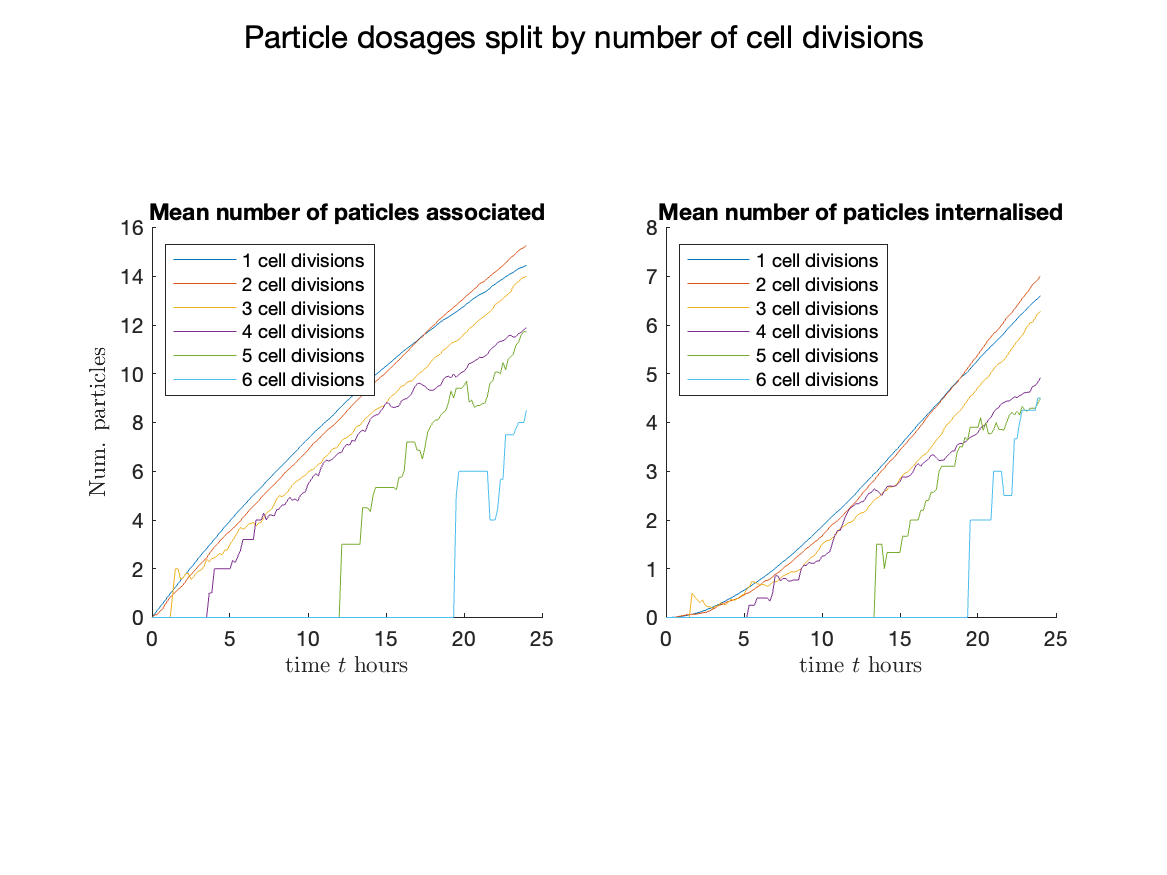 Particle dosages split by number of cell divisions
Mean number of paticles associated
16
14
12
10
8
6
4
2
0
Num. particles
1 cell divisions
2 cell divisions
3 cell divisions
4 cell divisions
5 cell divisions
6 cell divisions
0 5 10 15 20 25
time t hours
Mean number of paticles internalised
8
7
6
5
4
3
2
1
0
1 cell divisions
2 cell divisions
3 cell divisions
4 cell divisions
5 cell divisions
6 cell divisions
0 5 10 15 20 25
time t hours